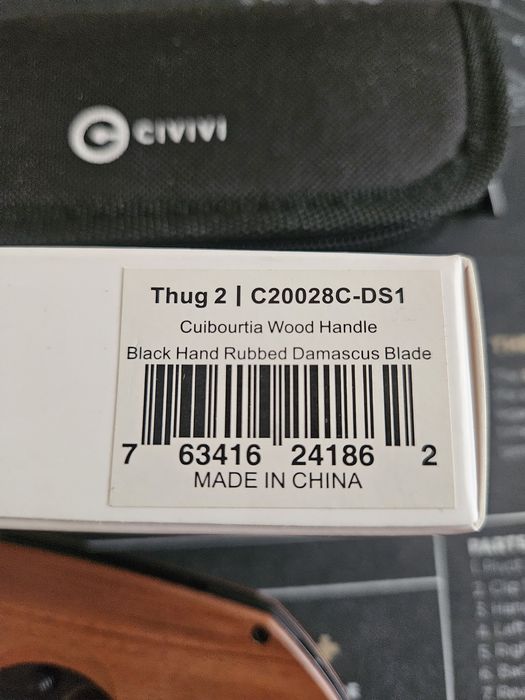 CIVIVI
Thug 2 | C20028C-DS1
Cuibourtia Wood Handle
Black Hand Rubbed Damascus Blade
7 63416 24186 2
MADE IN CHINA
PARTS